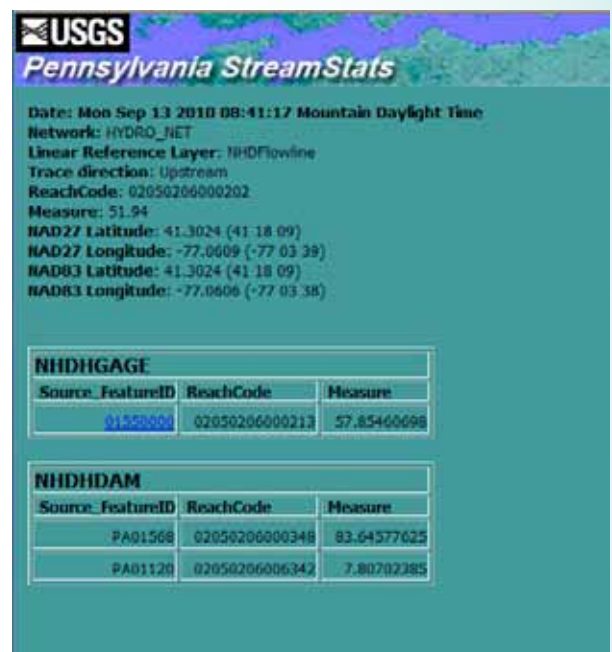 USGS
Pennsylvania StreamStats
Date: Mon Sep 13 2010 08:41:17 Mountain Daylight Time
Network: HYDRO_NET
Linear Reference Layer: NHDFlowline
Trace direction: Upstream
ReachCode: 02050206000202
Measure: 51.94
NAD27 Latitude: 41.3024 (41 18 09)
NAD27 Longitude: -77.0609 (-77 03 39)
NAD83 Latitude: 41.3024 (41 18 09)
NAD83 Longitude: -77.0606 (-77 03 38)
NHDHGAGE
Source_FeatureID ReachCode Measure
01550000 02050206000213 57.85460698
NHDHDAM
Source_FeatureID ReachCode Measure
PA01568 02050206000348 83.64577625
PA01120 02050206006342 7.80702385